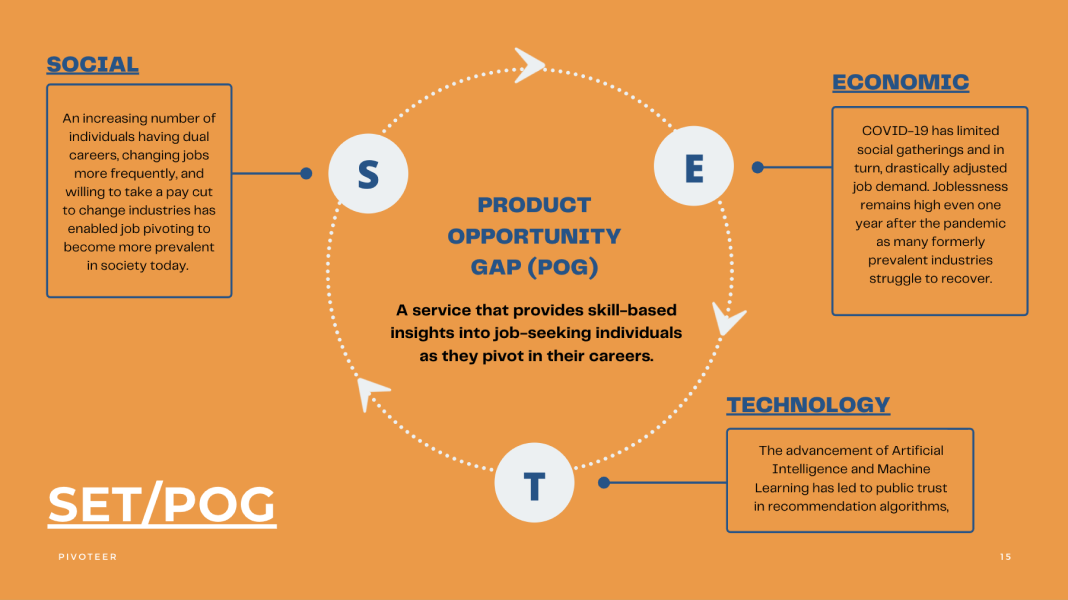 SOCIAL
An increasing number of
individuals having dual
careers, changing jobs
more frequently, and
willing to take a pay cut
to change industries has
enabled job pivoting to
become more prevalent
in society today.
S
E
T
PRODUCT
OPPORTUNITY
GAP (POG)
A service that provides skill-based
insights into job-seeking individuals
as they pivot in their careers.
ECONOMIC
COVID-19 has limited
social gatherings and in
turn, drastically adjusted
job demand. Joblessness
remains high even one
year after the pandemic
as many formerly
prevalent industries
struggle to recover.
TECHNOLOGY
The advancement of Artificial
Intelligence and Machine
Learning has led to public trust
in recommendation algorithms,
SET/POG
PIVOTEER
15